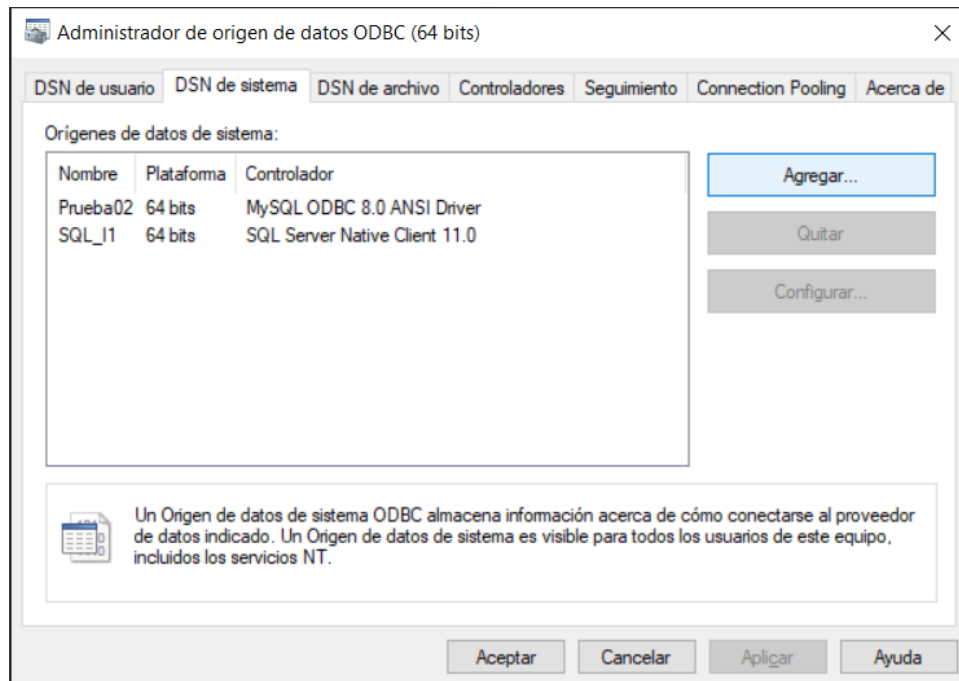 Administrador de origen de datos ODBC (64 bits)
DSN de usuario DSN de sistema DSN de archivo Controladores Seguimiento Connection Pooling Acerca de
Orígenes de datos de sistema:
Nombre Plataforma Controlador
Prueba02 64 bits MySQL ODBC 8.0 ANSI Driver
SQL_I1 64 bits SQL Server Native Client 11.0
Agregar...
Quitar
Configurar...
Un Origen de datos de sistema ODBC almacena información acerca de cómo conectarse al proveedor
de datos indicado. Un Origen de datos de sistema es visible para todos los usuarios de este equipo,
incluidos los servicios NT.
Aceptar Cancelar Aplicar Ayuda